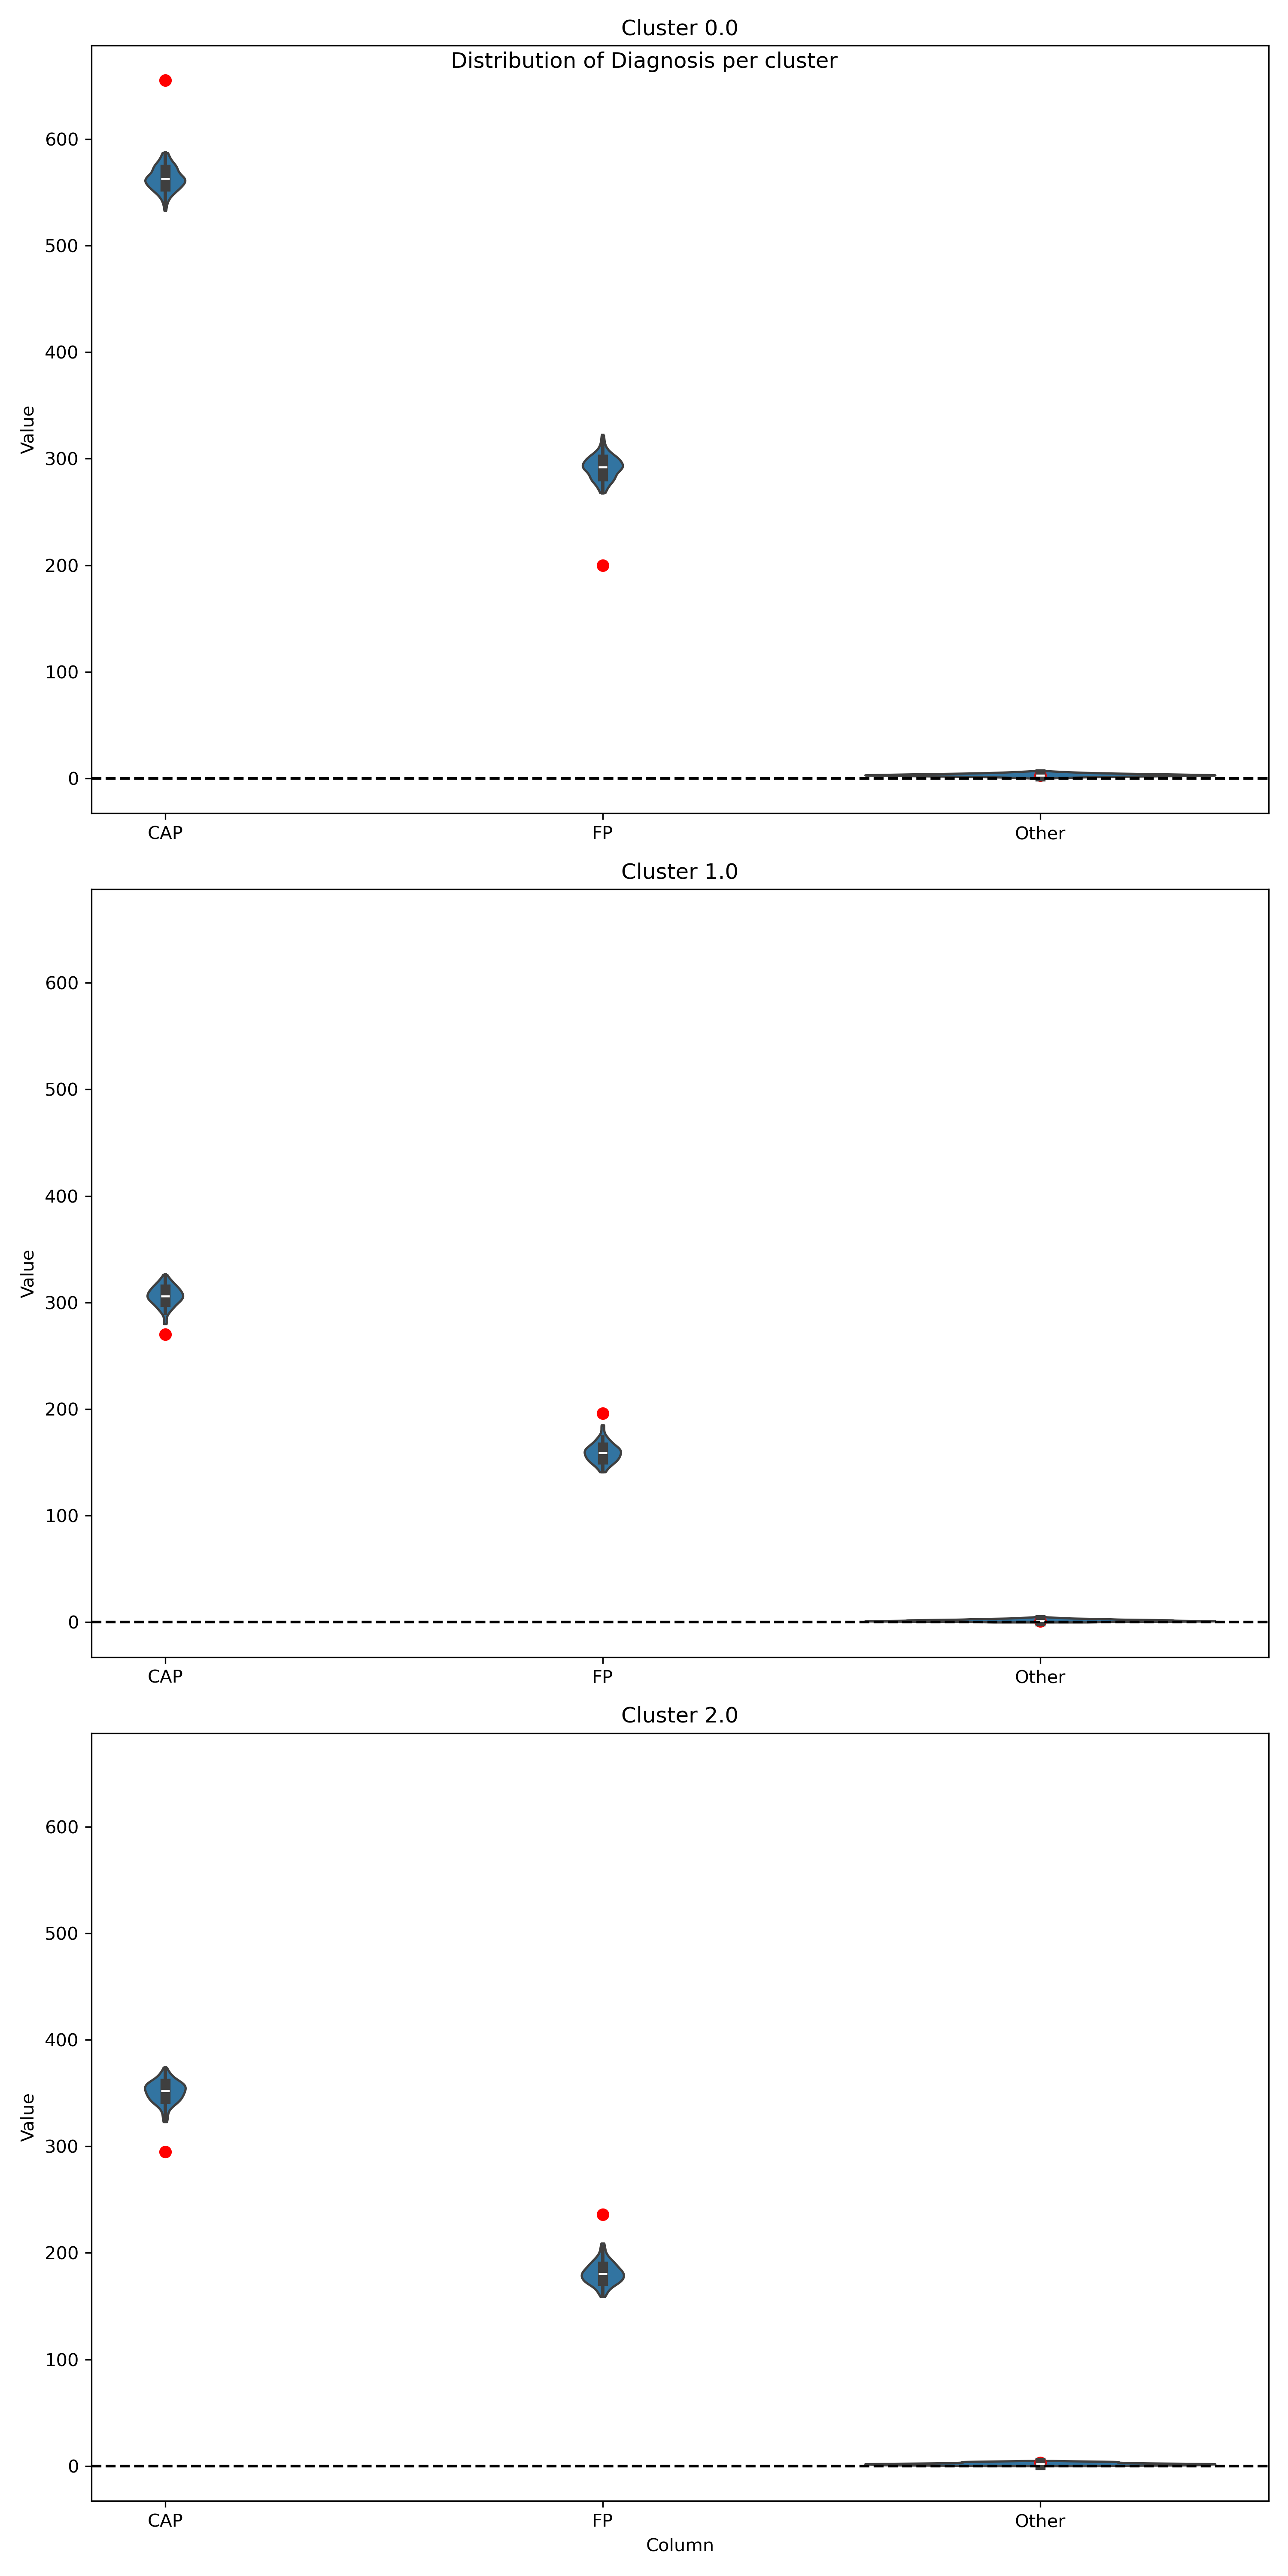 Cluster 0.0
Distribution of Diagnosis per cluster
600
500
400
300
200
100
0
Value
CAP
FP
Other
Cluster 1.0
600
500
400
300
200
100
0
Value
CAP
FP
Other
Cluster 2.0
600
500
400
300
200
100
0
Value
CAP
FP
Other
Column